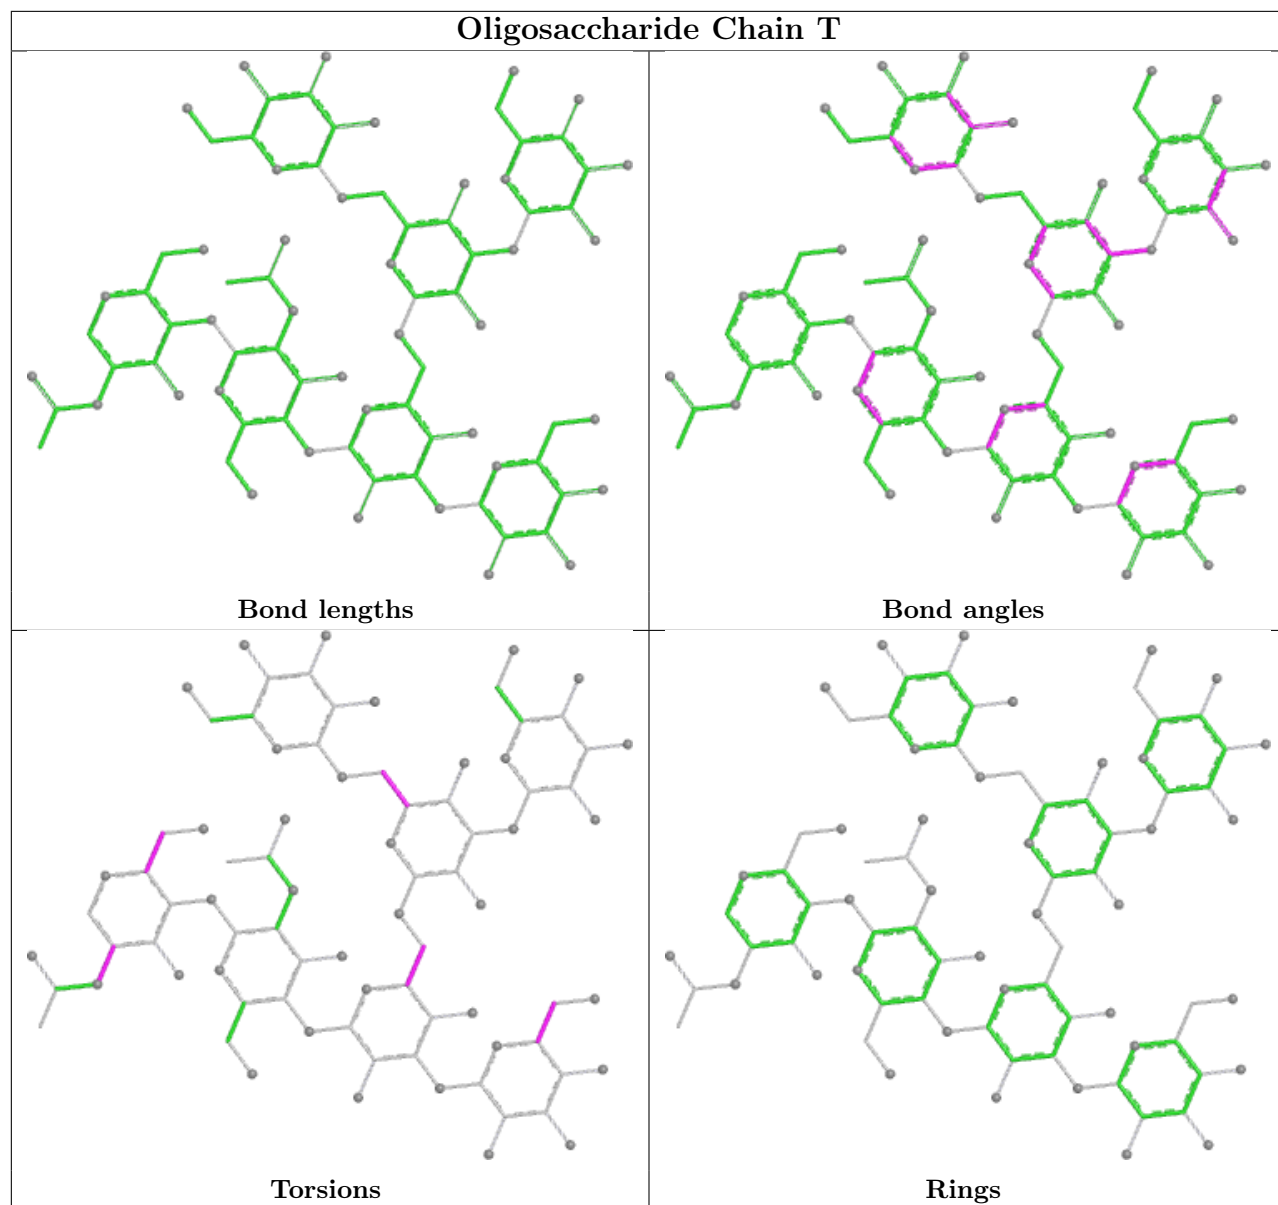 Oligosaccharide Chain T
Bond lengths
Bond angles
Torsions
Rings